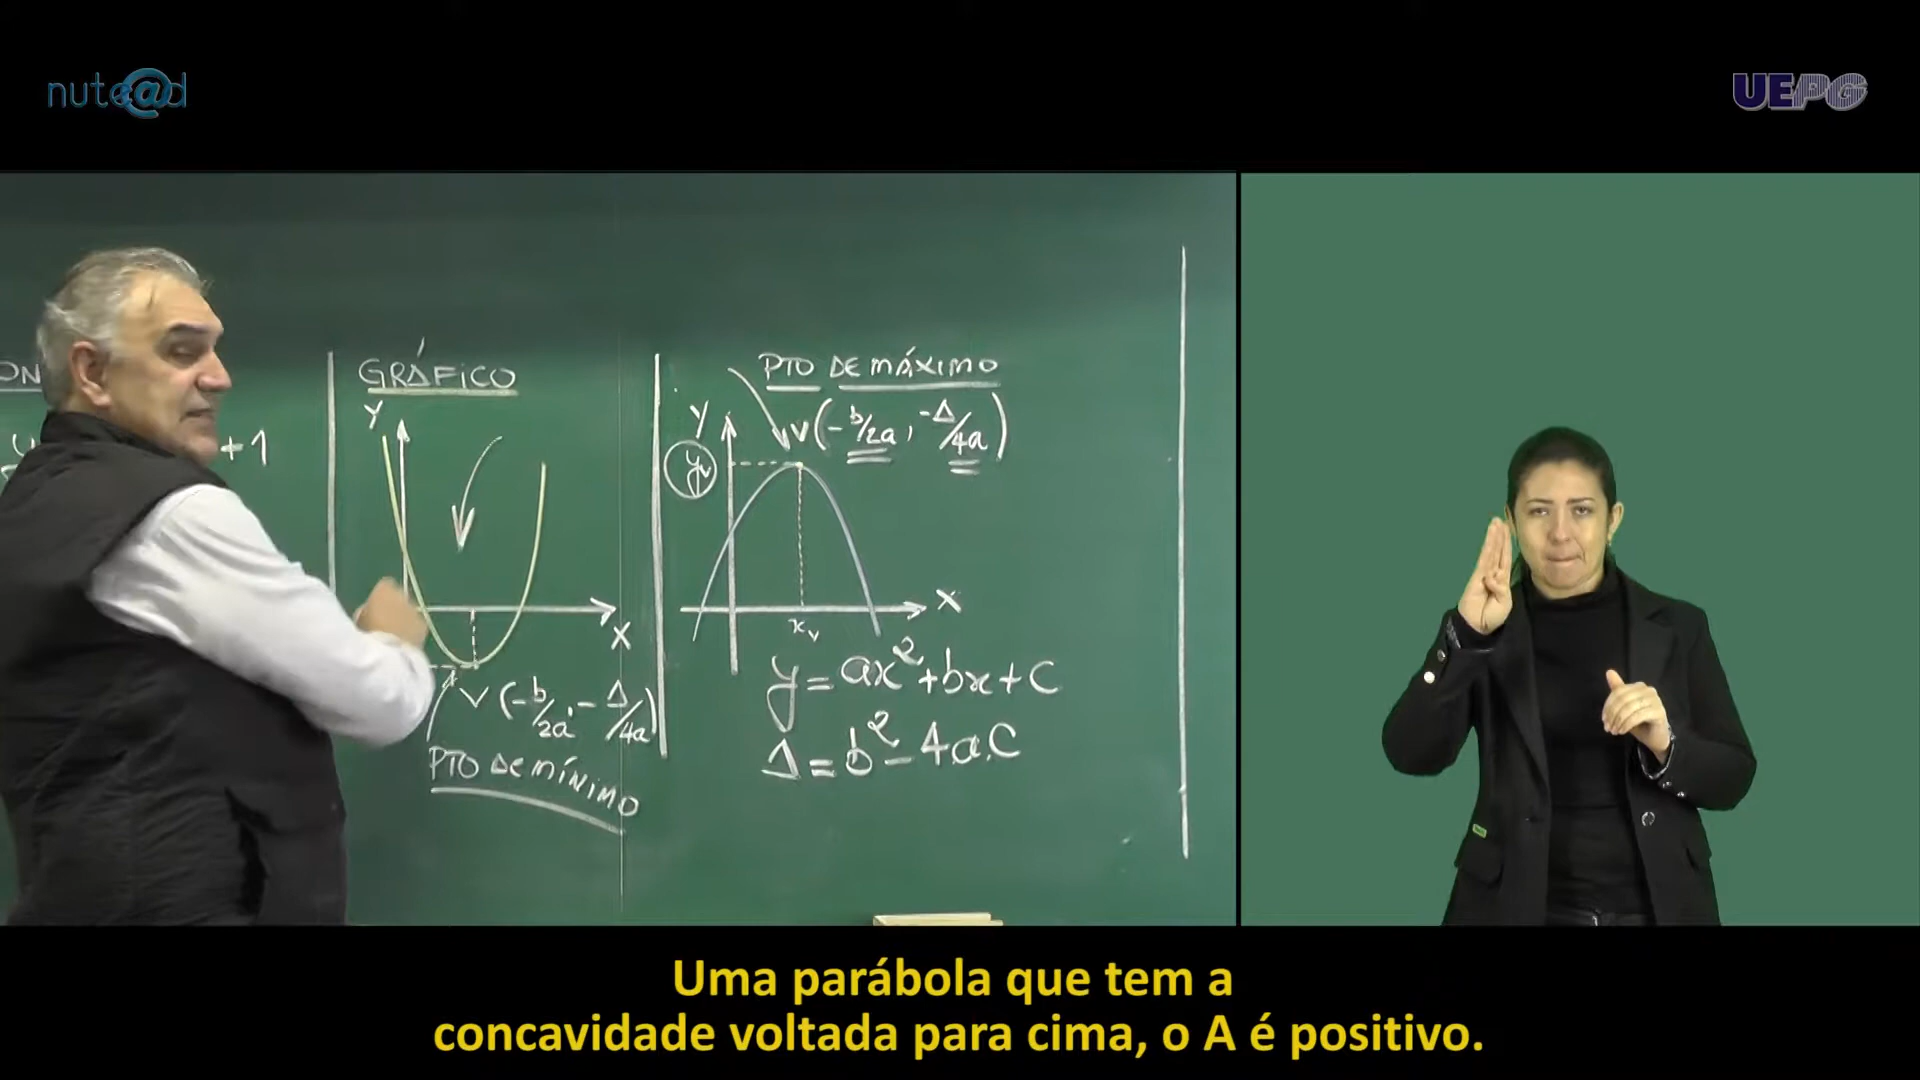 nute@d
UEPG
+1
GRÁFICO
Y
X
V(-b/2a, -Δ/4a)
PTO DE MÍNIMO
PTO DE MÁXIMO
Y
V(-b/2a, -Δ/4a)
yv
X
xv
y=ax²+bx+c
Δ=b²-4a.c
Uma parábola que tem a
concavidade voltada para cima, o A é positivo.